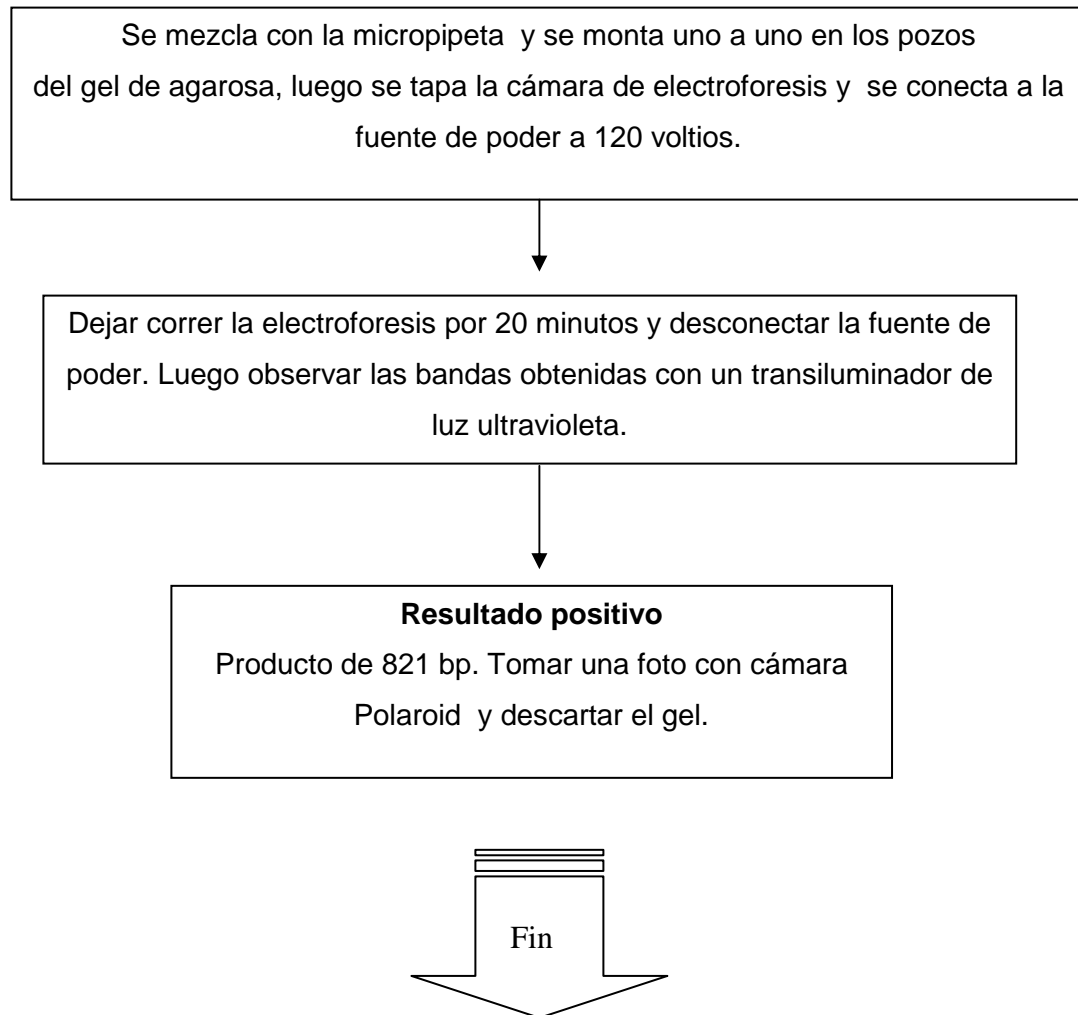 Se mezcla con la micropipeta  y se monta uno a uno en los pozos
del gel de agarosa, luego se tapa la cámara de electroforesis y  se conecta a la
fuente de poder a 120 voltios.
Dejar correr la electroforesis por 20 minutos y desconectar la fuente de
poder. Luego observar las bandas obtenidas con un transiluminador de
luz ultravioleta.
Resultado positivo
Producto de 821 bp. Tomar una foto con cámara
Polaroid  y descartar el gel.
Fin